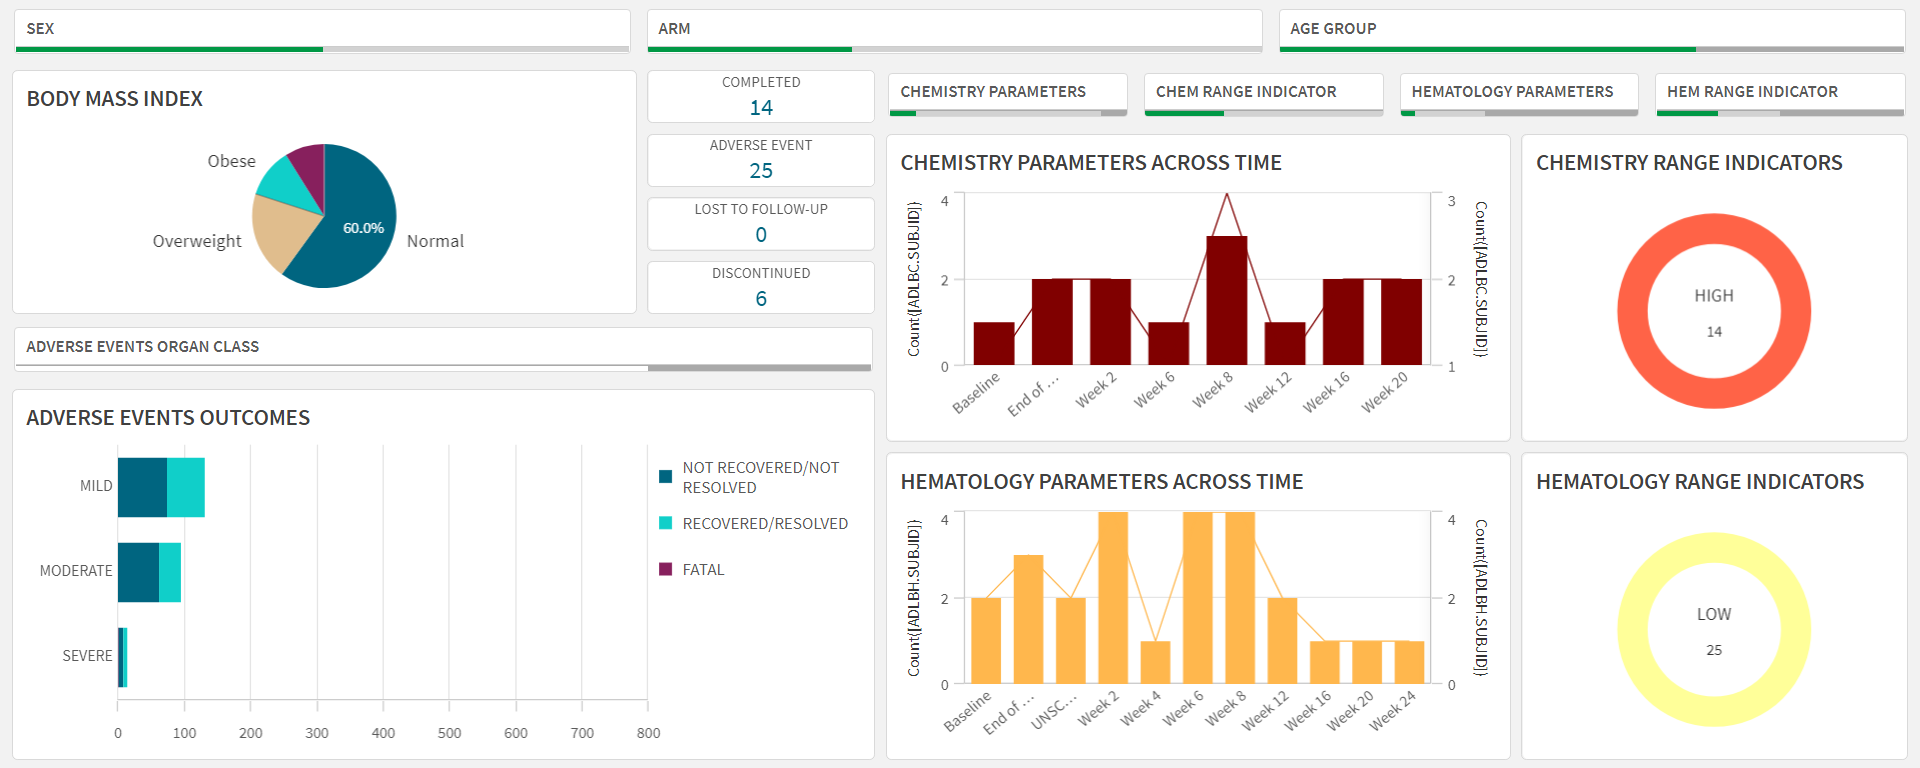 SEX
ARM
AGE GROUP
BODY MASS INDEX
Obese
Overweight
60.0%
Normal
COMPLETED
14
ADVERSE EVENT
25
LOST TO FOLLOW-UP
0
DISCONTINUED
6
CHEMISTRY PARAMETERS
CHEM RANGE INDICATOR
HEMATOLOGY PARAMETERS
HEM RANGE INDICATOR
CHEMISTRY PARAMETERS ACROSS TIME
Count([ADLBC.SUBJID])
4
2
0
3
2
1
Count([ADLBC.SUBJID])
Baseline
End of ...
Week 2
Week 6
Week 8
Week 12
Week 16
Week 20
CHEMISTRY RANGE INDICATORS
HIGH
14
ADVERSE EVENTS ORGAN CLASS
ADVERSE EVENTS OUTCOMES
MILD
MODERATE
SEVERE
0
100
200
300
400
500
600
700
800
NOT RECOVERED/NOT
RESOLVED
RECOVERED/RESOLVED
FATAL
HEMATOLOGY PARAMETERS ACROSS TIME
Count([ADLBH.SUBJID])
4
2
0
4
2
0
Count([ADLBH.SUBJID])
Baseline
End of ...
UNSC...
Week 2
Week 4
Week 6
Week 8
Week 12
Week 16
Week 20
Week 24
HEMATOLOGY RANGE INDICATORS
LOW
25